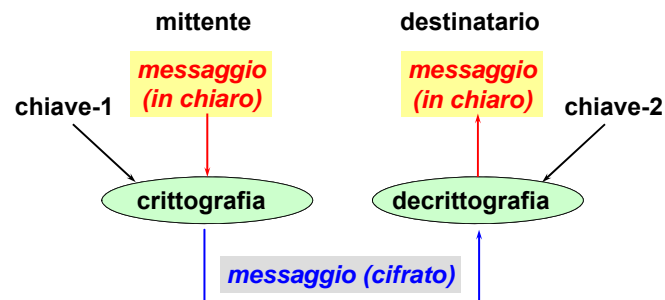 mittente
destinatario
messaggio
(in chiaro)
messaggio
(in chiaro)
chiave-1
chiave-2
crittografia
decrittografia
messaggio (cifrato)